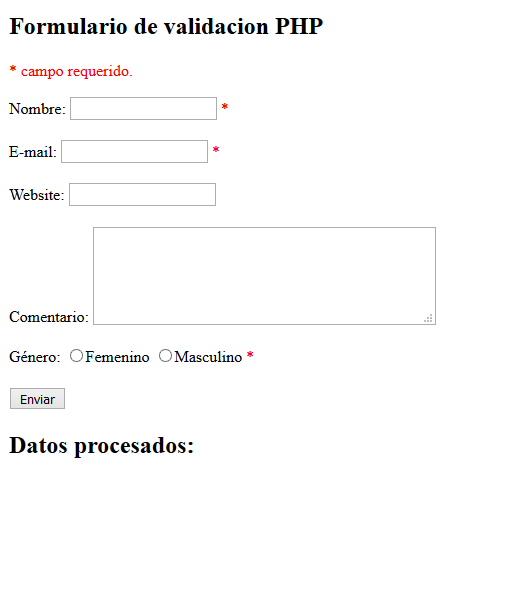 Formulario de validacion PHP
* campo requerido.
Nombre: *
E-mail: *
Website:
Comentario:
Género: Femenino Masculino *
Enviar
Datos procesados: